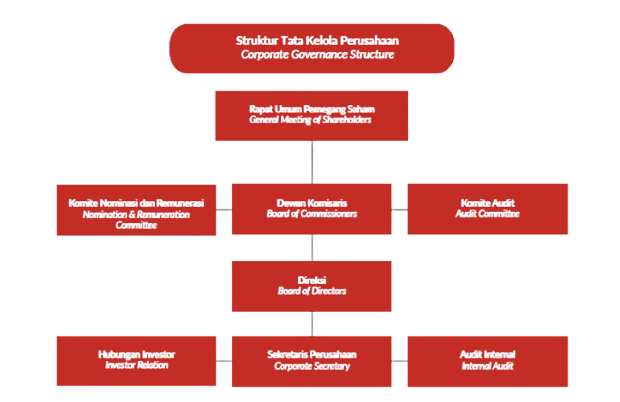 Struktur Tata Kelola Perusahaan
Corporate Governance Structure
Rapat Umum Pemegang Saham
General Meeting of Shareholders
Komite Nominasi dan Remunerasi
Nomination & Remuneration
Committee
Dewan Komisaris
Board of Commissioners
Komite Audit
Audit Committee
Direksi
Board of Directors
Hubungan Investor
Investor Relation
Sekretaris Perusahaan
Corporate Secretary
Audit Internal
Internal Audit